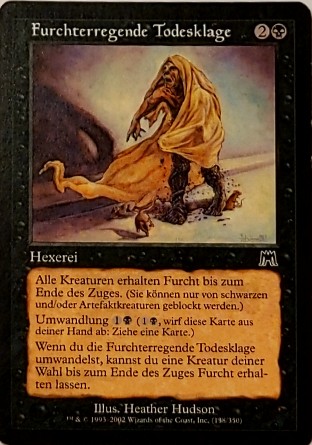 Furchterregende Todesklage 2
Hexerei
Alle Kreaturen erhalten Furcht bis zum
Ende des Zuges. (Sie können nur von schwarzen
und/oder Artefaktkreaturen geblockt werden.)
Umwandlung 1 (1, wirf diese Karte aus
deiner Hand ab: Ziehe eine Karte.)
Wenn du die Furchterregende Todesklage
umwandelst, kannst du eine Kreatur deiner
Wahl bis zum Ende des Zuges Furcht erhal-
ten lassen.
Illus. Heather Hudson
™ & © 1993-2002 Wizards of the Coast, Inc. (138/350)